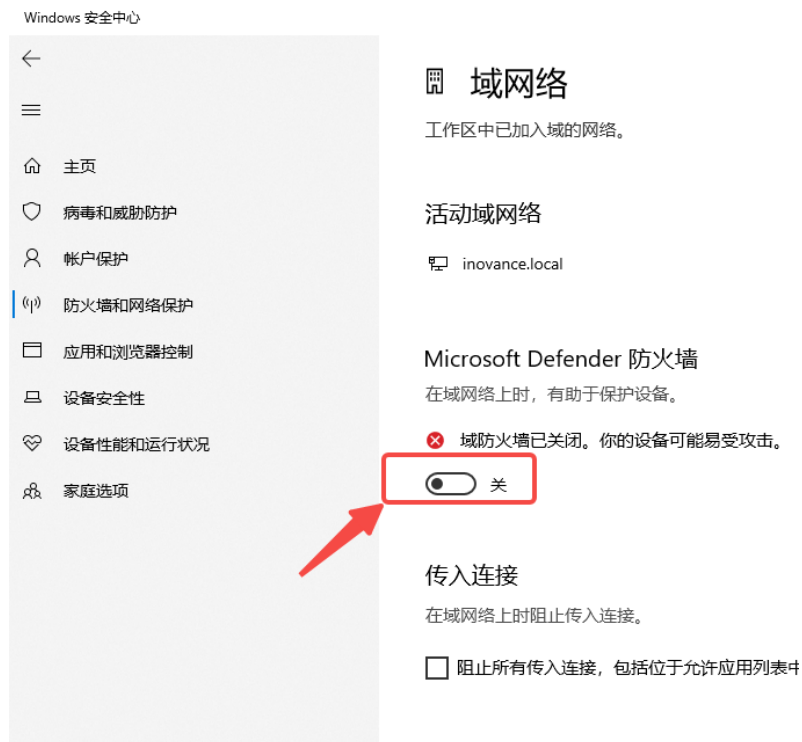 Windows 安全中心
主页
病毒和威胁防护
帐户保护
防火墙和网络保护
应用和浏览器控制
设备安全性
设备性能和运行状况
家庭选项
域网络
工作区中已加入域的网络。
活动域网络
inovance.local
Microsoft Defender 防火墙
在域网络上时，有助于保护设备。
域防火墙已关闭。你的设备可能易受攻击。
关
传入连接
在域网络上时阻止传入连接。
阻止所有传入连接，包括位于允许应用列表中